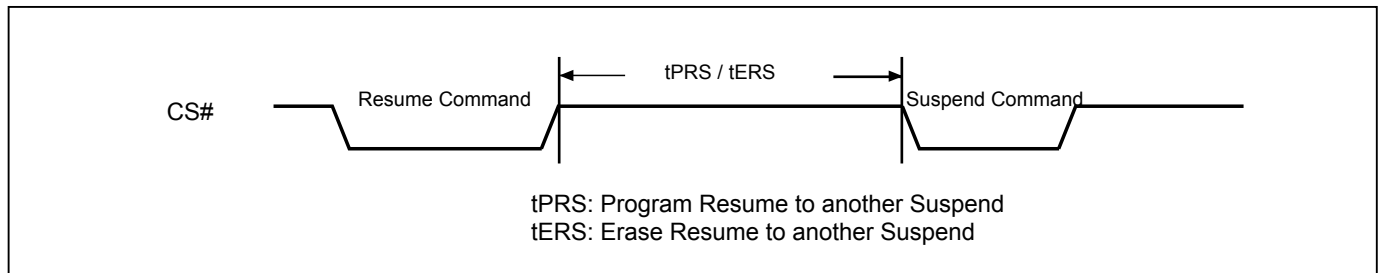 tPRS / tERS
CS#
Resume Command
Suspend Command
tPRS: Program Resume to another Suspend
tERS: Erase Resume to another Suspend